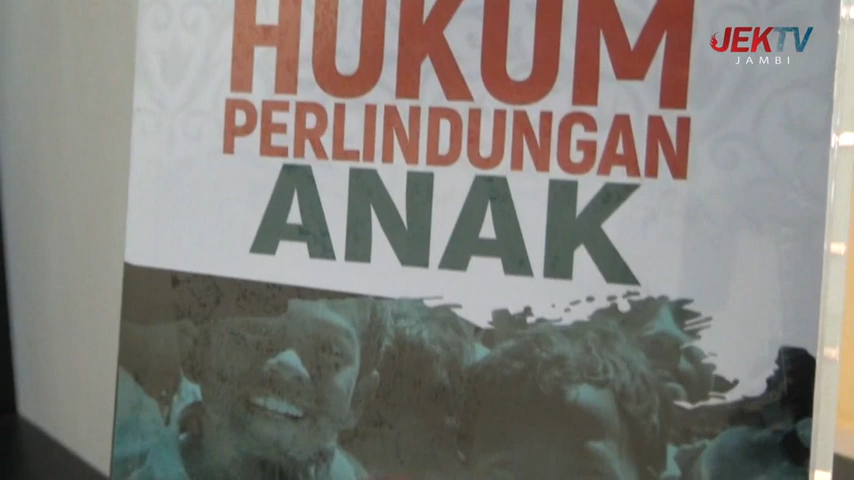 HUKUM
PERLINDUNGAN
ANAK
JEKTV
JAMBI